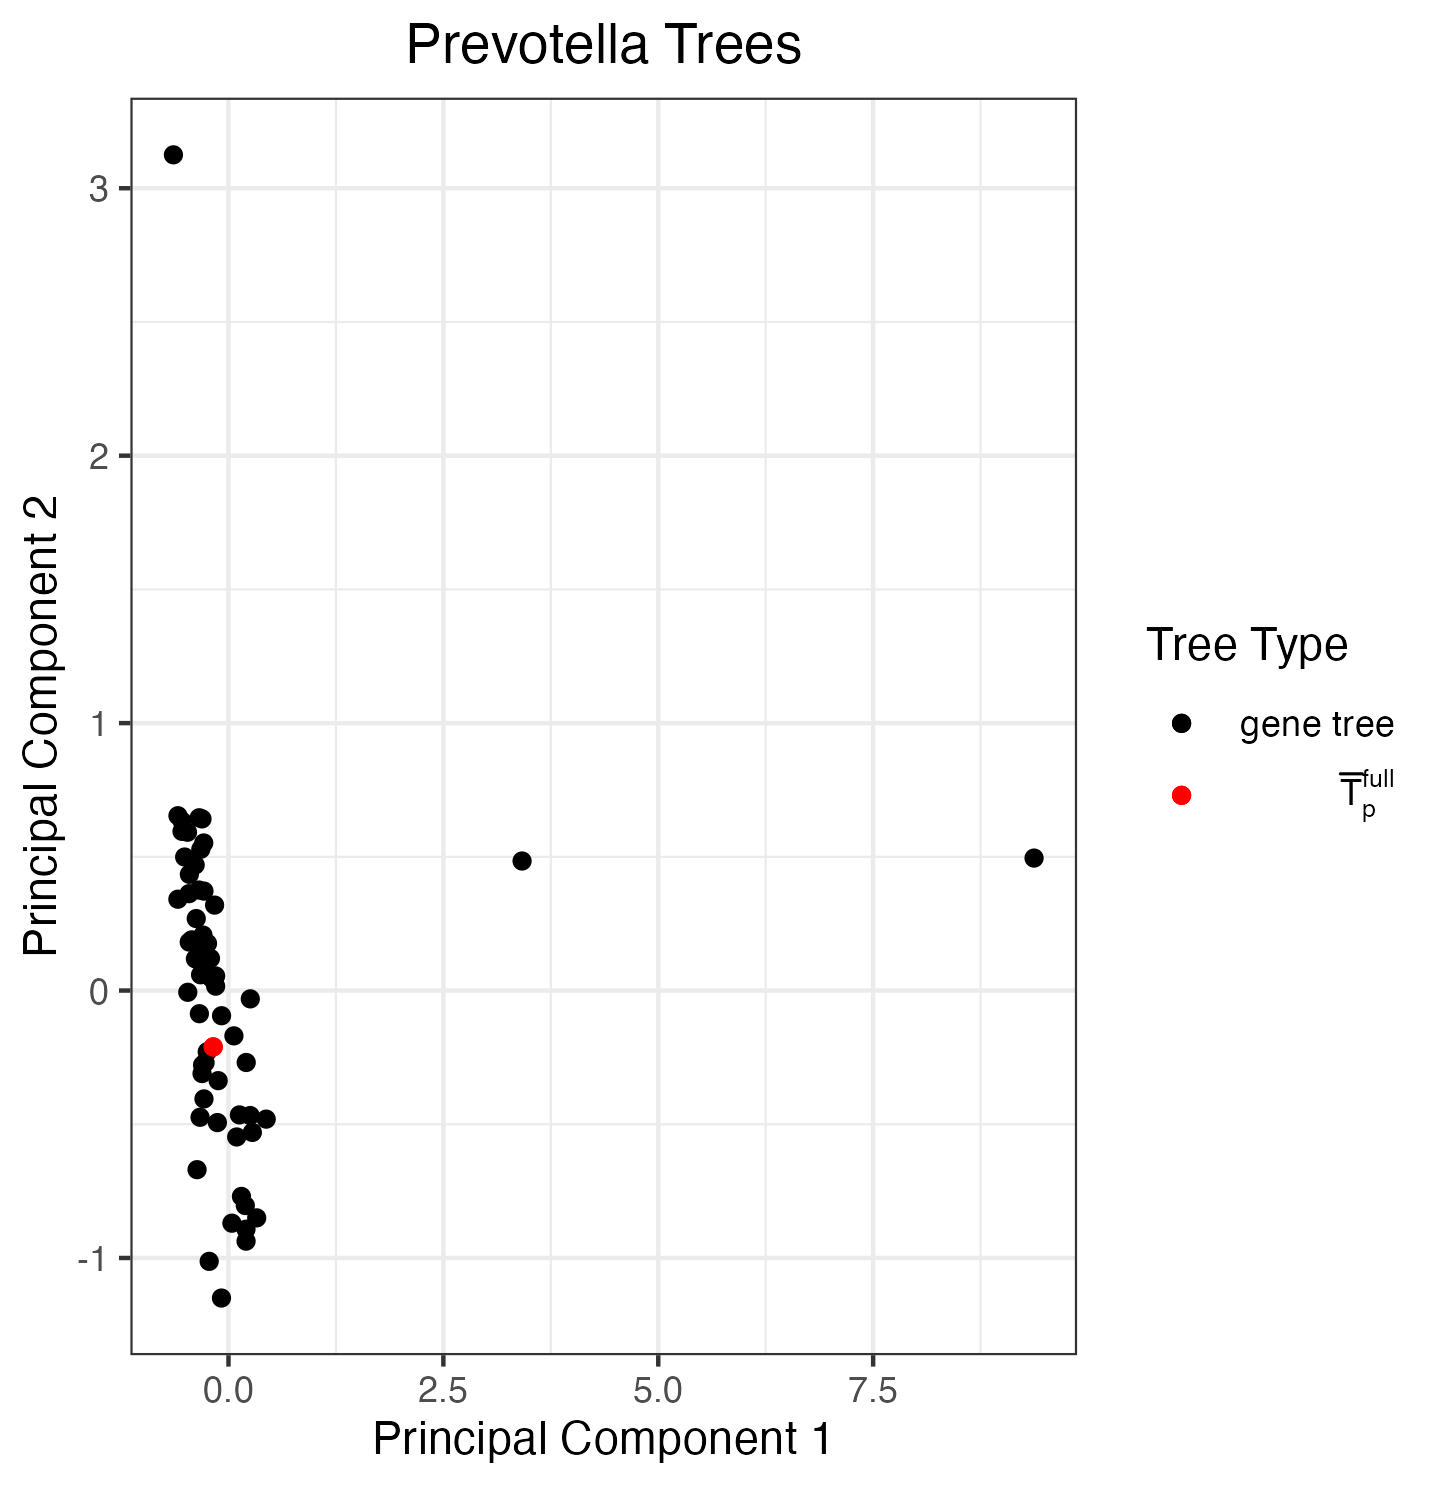 Prevotella Trees
Principal Component 2
3
2
1
0
-1
0.0 2.5 5.0 7.5
Principal Component 1
Tree Type
gene tree
T̅ₚfull